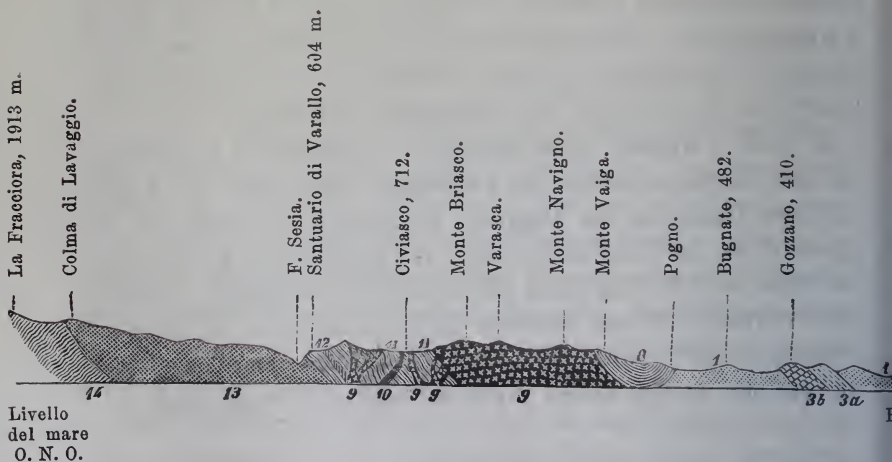 La Fracciora, 1913 m.
Colma di Lavaggio.
F. Sesia.
Santuario di Varallo, 604 m.
Civiasco, 712.
Monte Briasco.
Varasca.
Monte Navigno.
Monte Vaiga.
Pogno.
Bugnate, 482.
Gozzano, 410.
12 11 11 1 1
14 13 9 10 9 9 9 3b 3a
Livello
del mare
O. N. O.